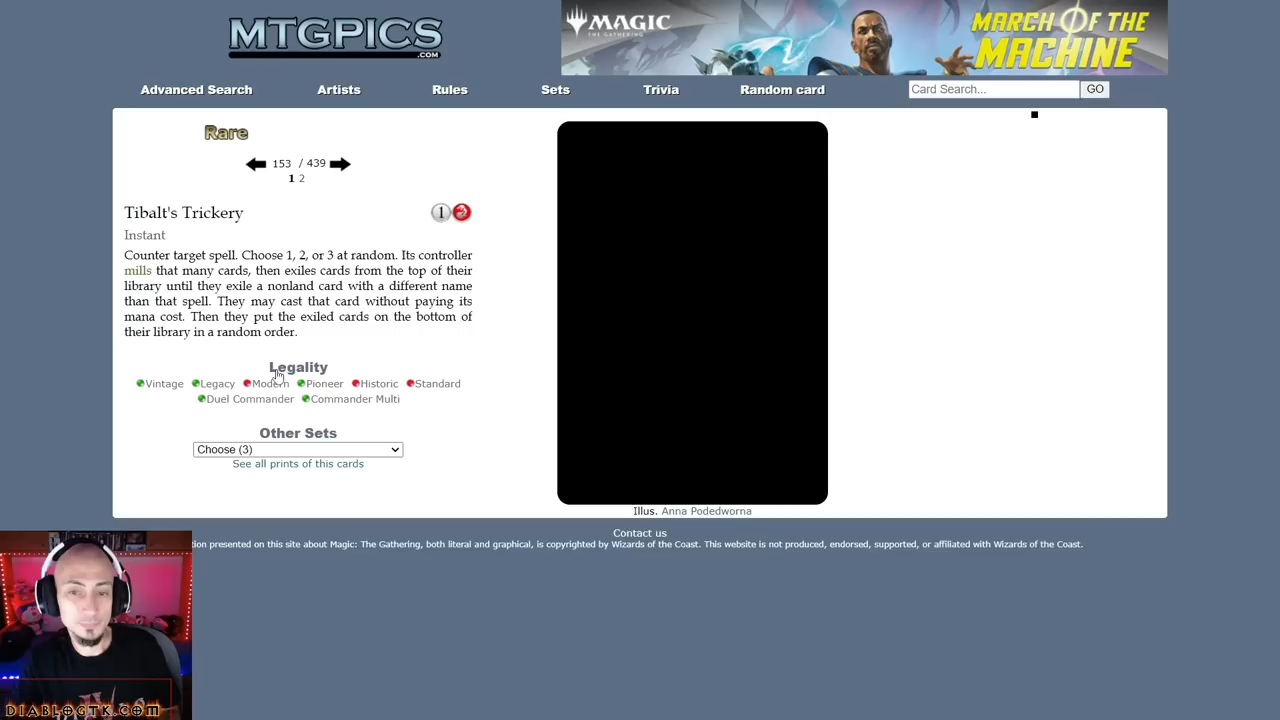 MTGPICS
.COM
MAGIC
THE GATHERING
MARCH OF THE
MACHINE
Advanced Search Artists Rules Sets Trivia Random card Card Search... GO
Rare
153 / 439
1 2
Tibalt's Trickery 1
Instant
Counter target spell. Choose 1, 2, or 3 at random. Its controller
mills that many cards, then exiles cards from the top of their
library until they exile a nonland card with a different name
than that spell. They may cast that card without paying its
mana cost. Then they put the exiled cards on the bottom of
their library in a random order.
Legality
Vintage Legacy Modern Pioneer Historic Standard
Duel Commander Commander Multi
Other Sets
Choose (3)
See all prints of this cards
Illus. Anna Podedworna
Contact us
presented on this site about Magic: The Gathering, both literal and graphical, is copyrighted by Wizards of the Coast. This website is not produced, endorsed, supported, or affiliated with Wizards of the Coast.
DIABLOGTK.COM